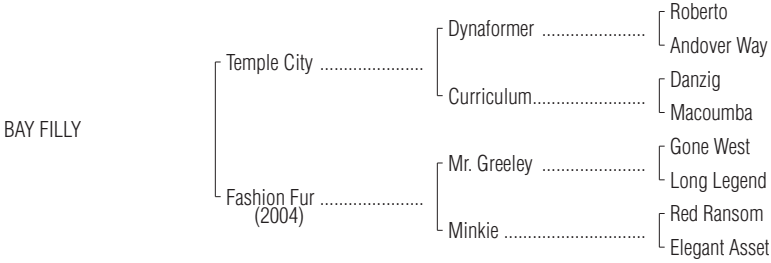 Roberto
Dynaformer ......................
Andover Way
Temple City ......................
Danzig
Curriculum........................
Macoumba
BAY FILLY
Gone West
Mr. Greeley ......................
Long Legend
Fashion Fur ......................
(2004)
Red Ransom
Minkie ..............................
Elegant Asset